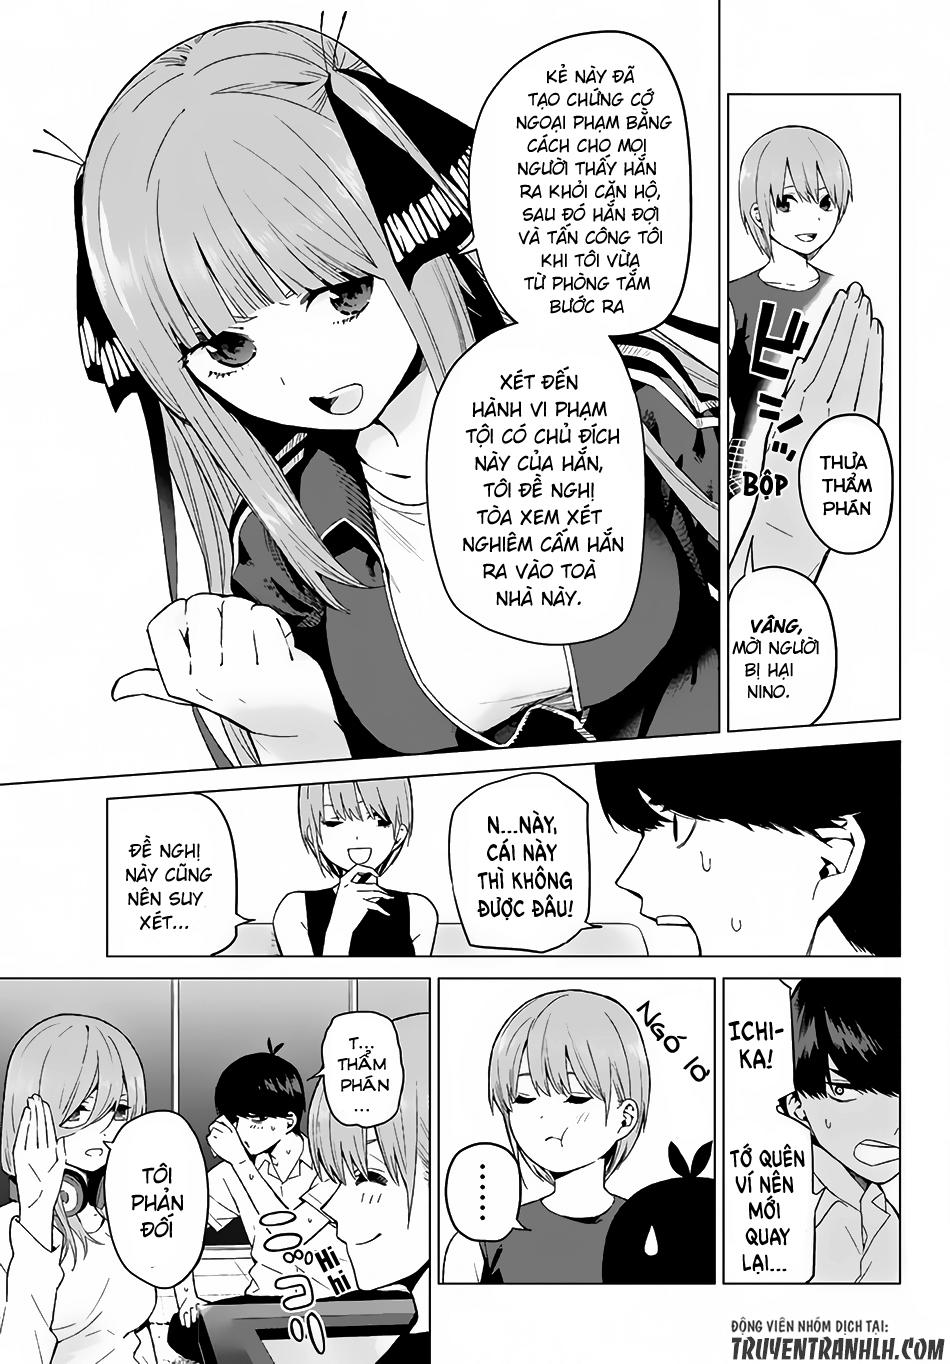 THƯA
THẨM
PHÁN
ビシッ
BỘP
VÂNG,
MỜI NGƯỜI
BỊ HẠI
NINO.
KẺ NÀY ĐÃ
TẠO CHỨNG CỚ
NGOẠI PHẠM BẰNG
CÁCH CHO MỌI
NGƯỜI THẤY HẮN
RA KHỎI CĂN HỘ,
SAU ĐÓ HẮN ĐỢI
VÀ TẤN CÔNG TÔI
KHI TÔI VỪA
TỪ PHÒNG TẮM
BƯỚC RA
XÉT ĐẾN
HÀNH VI PHẠM
TỘI CÓ CHỦ ĐÍCH
NÀY CỦA HẮN,
TÔI ĐỀ NGHỊ
TÒA XEM XÉT
NGHIÊM CẤM HẮN
RA VÀO TOÀ
NHÀ NÀY.
N...NÀY,
CÁI NÀY
THÌ KHÔNG
ĐƯỢC ĐÂU!
ĐỀ NGHỊ
NÀY CŨNG
NÊN SUY
XÉT...
ICHI-
KA!
TỚ QUÊN
VÍ NÊN
MỚI
QUAY
LẠI...
NGÓ LƠ
......
T...
THẨM
PHÁN
...
Hi
hi
TÔI
PHẢN
ĐỐI
ĐỘNG VIÊN NHÓM DỊCH TẠI:
TRUYENTRANHLH.COM